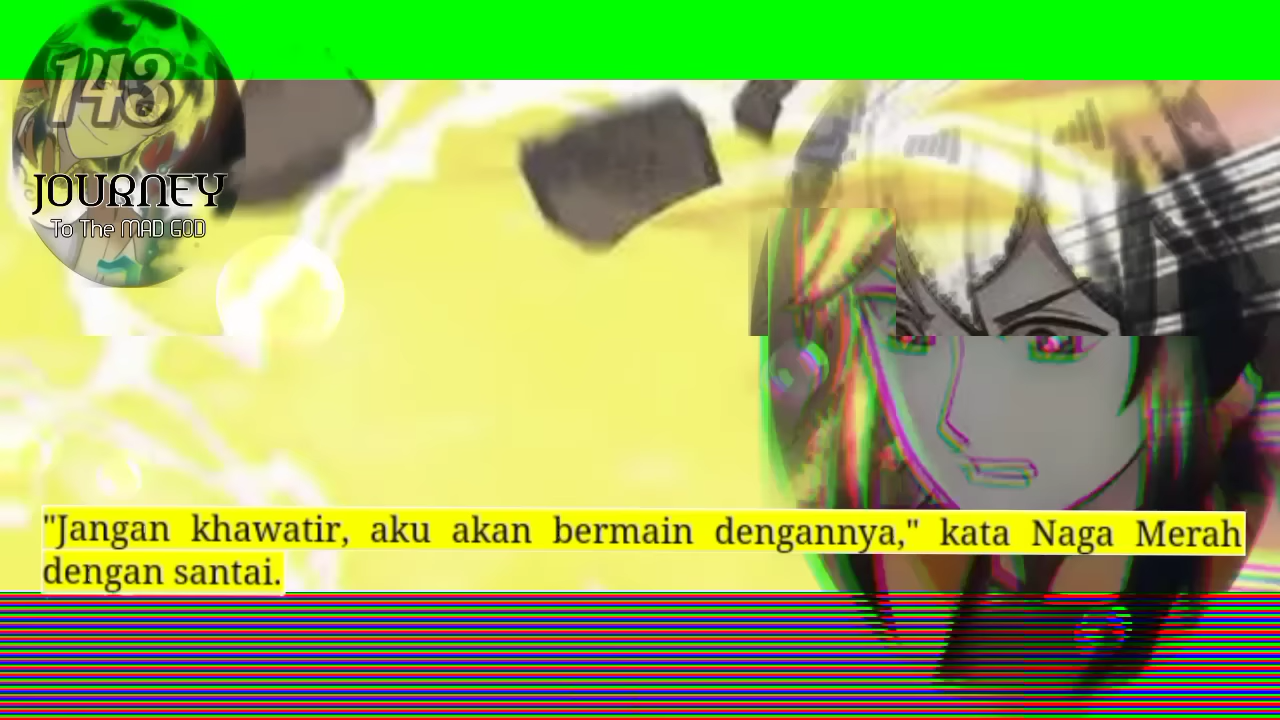 143
JOURNEY
To The MAD GOD
"Jangan khawatir, aku akan bermain dengannya," kata Naga Merah
dengan santai.